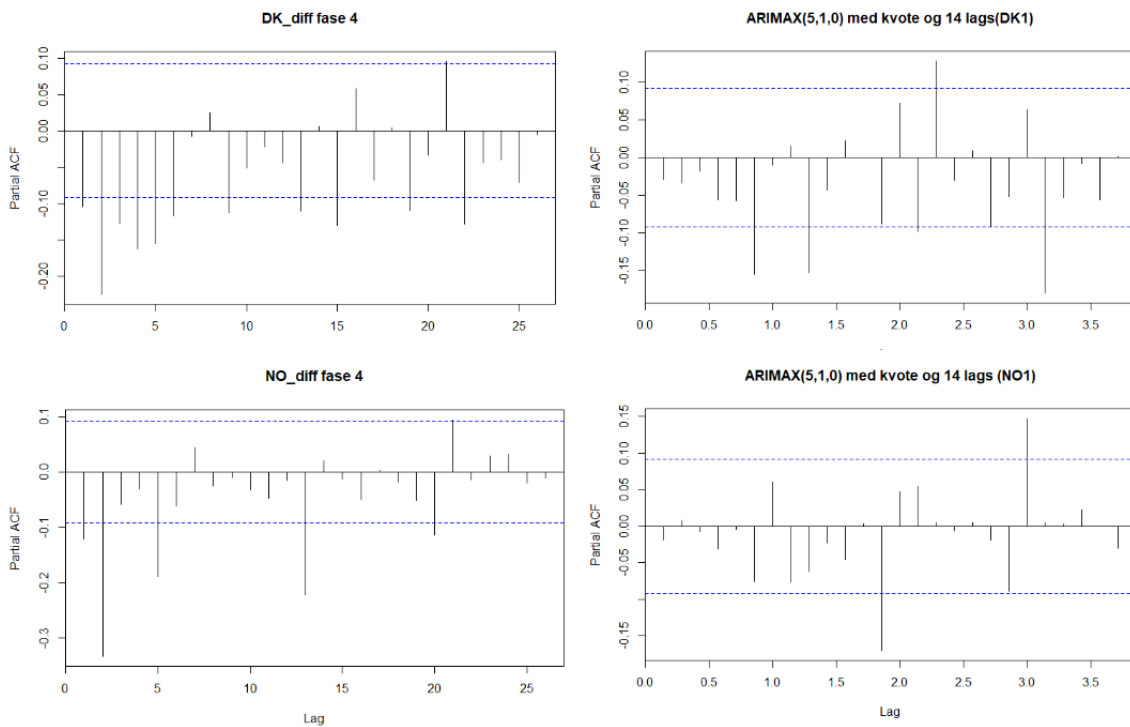 DK_diff fase 4
Partial ACF
0.10
0.05
0.00
-0.10
-0.20
0 5 10 15 20 25
ARIMAX(5,1,0) med kvote og 14 lags(DK1)
Partial ACF
0.10
0.05
0.00
-0.05
-0.10
-0.15
0.0 0.5 1.0 1.5 2.0 2.5 3.0 3.5
NO_diff fase 4
Partial ACF
0.1
0.0
-0.1
-0.2
-0.3
0 5 10 15 20 25
Lag
ARIMAX(5,1,0) med kvote og 14 lags (NO1)
Partial ACF
0.15
0.10
0.05
0.00
-0.05
-0.15
0.0 0.5 1.0 1.5 2.0 2.5 3.0 3.5
Lag